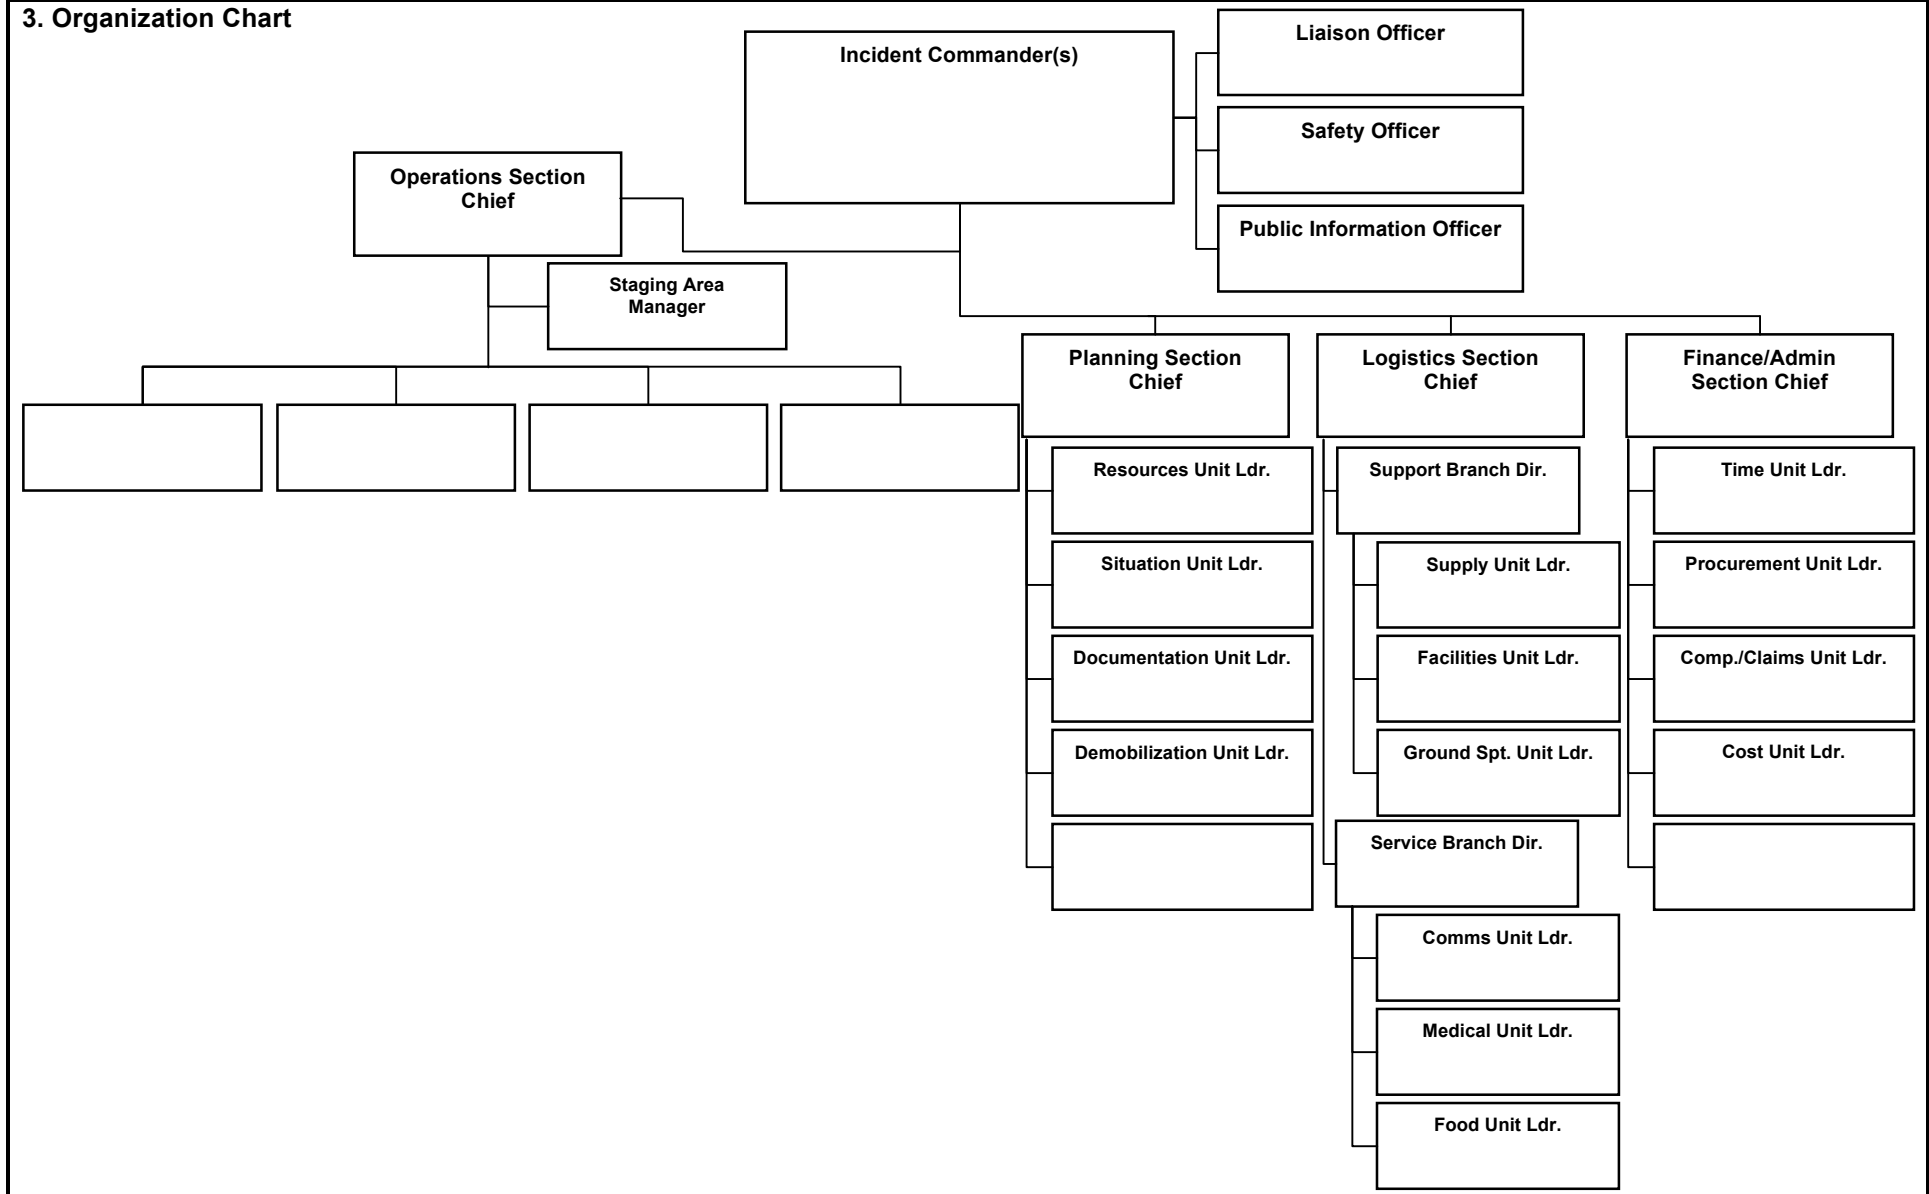 3. Organization Chart
Incident Commander(s)
Liaison Officer
Safety Officer
Public Information Officer
Operations Section
Chief
Staging Area
Manager
Planning Section
Chief
Resources Unit Ldr.
Situation Unit Ldr.
Documentation Unit Ldr.
Demobilization Unit Ldr.
Logistics Section
Chief
Support Branch Dir.
Supply Unit Ldr.
Facilities Unit Ldr.
Ground Spt. Unit Ldr.
Service Branch Dir.
Comms Unit Ldr.
Medical Unit Ldr.
Food Unit Ldr.
Finance/Admin
Section Chief
Time Unit Ldr.
Procurement Unit Ldr.
Comp./Claims Unit Ldr.
Cost Unit Ldr.